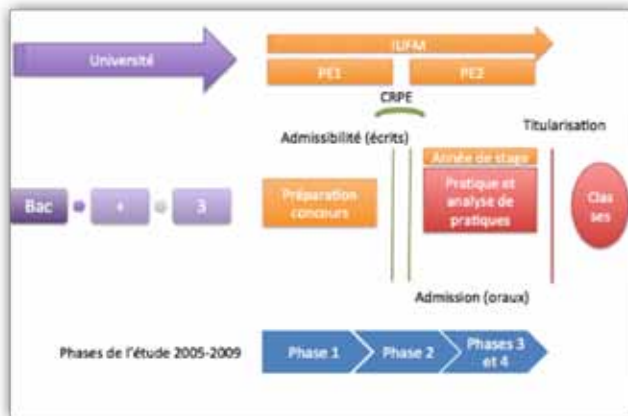 Université
IUFM
PE1
PE2
CRPE
Admissibilité (écrits)
Titularisation
Bac + 3
Préparation
concours
Année de stage
Pratique et
analyse de
pratiques
Clas
ses
Admission (oraux)
Phases de l'étude 2005-2009
Phase 1
Phase 2
Phases 3
et 4